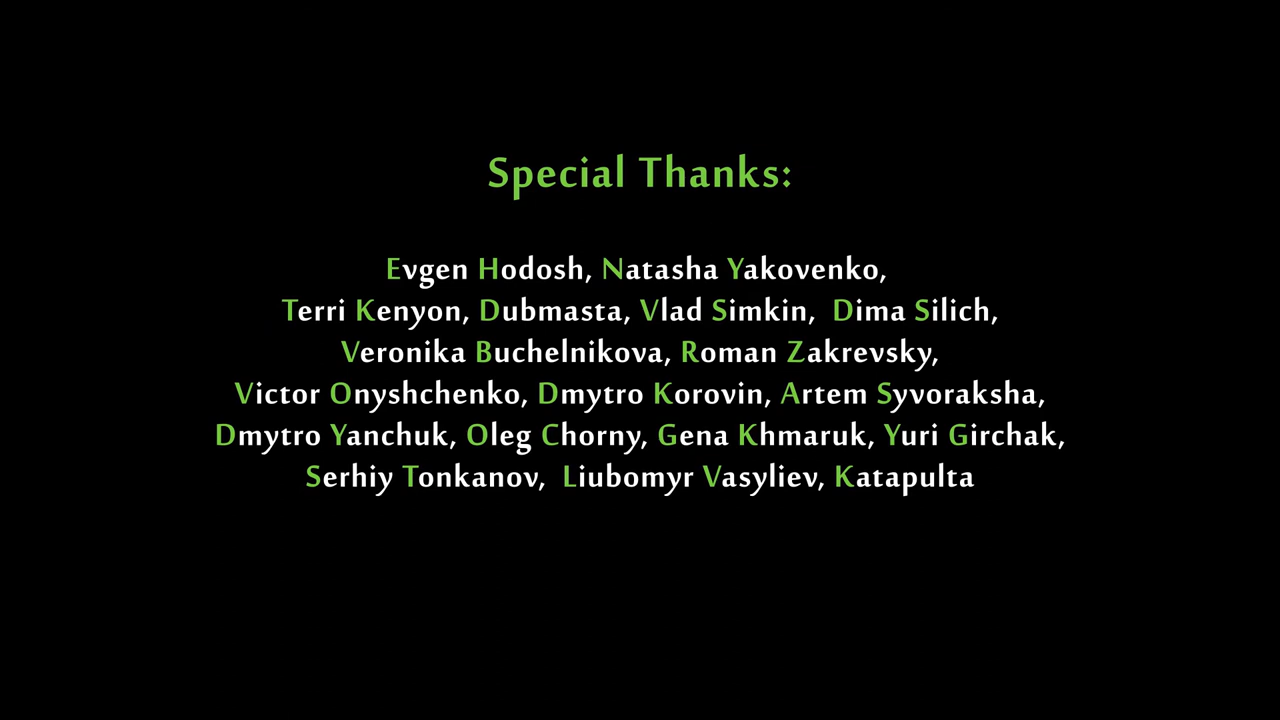 Special Thanks:
Evgen Hodosh, Natasha Yakovenko,
Terri Kenyon, Dubmasta, Vlad Simkin, Dima Silich,
Veronika Buchelnikova, Roman Zakrevsky,
Victor Onyshchenko, Dmytro Korovin, Artem Syvoraksha,
Dmytro Yanchuk, Oleg Chorny, Gena Khmaruk, Yuri Girchak,
Serhiy Tonkanov, Liubomyr Vasyliev, Katapulta